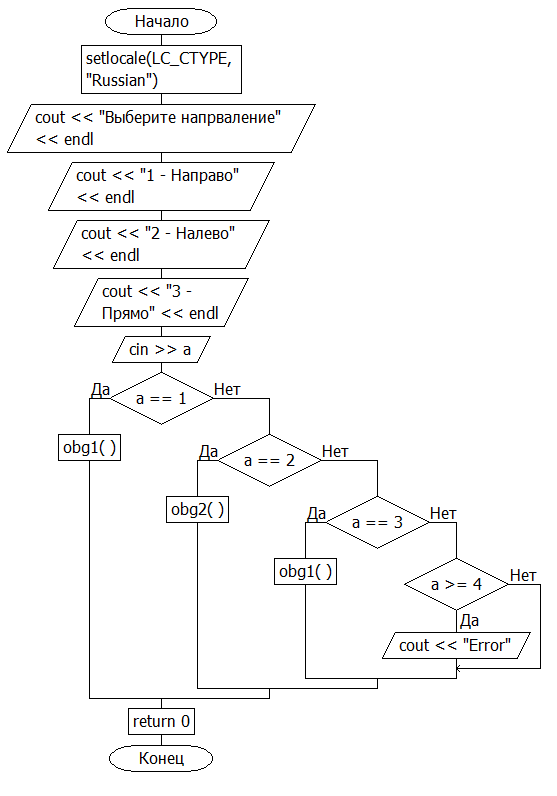 Начало
setlocale(LC_CTYPE,
"Russian")
cout << "Выберите напрваление"
<< endl
cout << "1 - Направо"
<< endl
cout << "2 - Налево"
<< endl
cout << "3 -
Прямо" << endl
cin >> a
Да
a == 1
Нет
obg1( )
Да
a == 2
Нет
obg2( )
Да
a == 3
Нет
obg1( )
a >= 4
Нет
Да
cout << "Error"
return 0
Конец